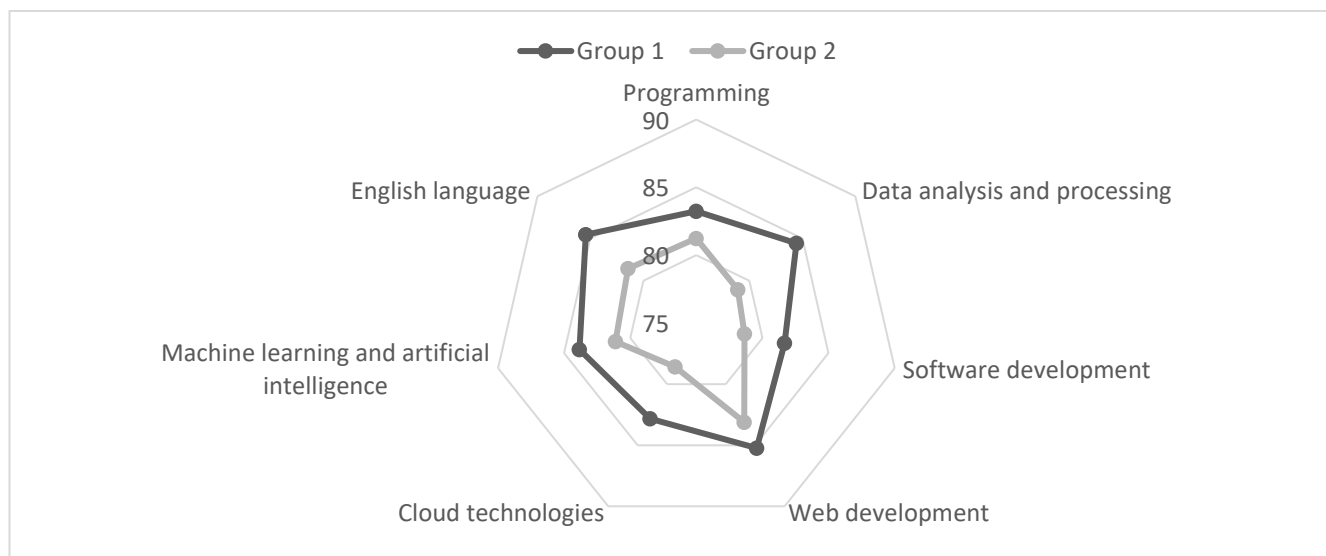 Group 1 Group 2
Programming
90
English language
85
Data analysis and processing
80
75
Machine learning and artificial
intelligence
Software development
Cloud technologies
Web development